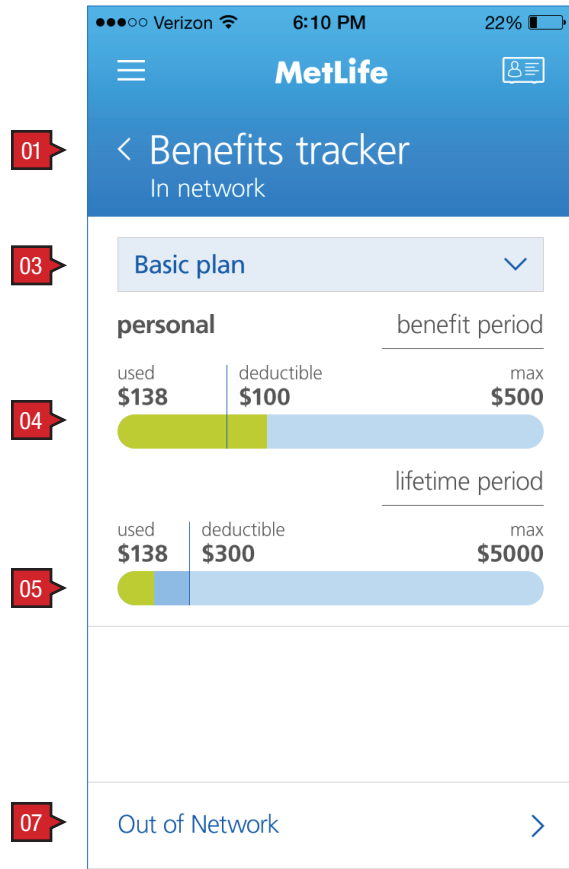 Verizon 6:10 PM 22%
MetLife
01
Benefits tracker
In network
03
Basic plan
personal benefit period
used deductible max
$138 $100 $500
04
lifetime period
used deductible max
$138 $300 $5000
05
07
Out of Network